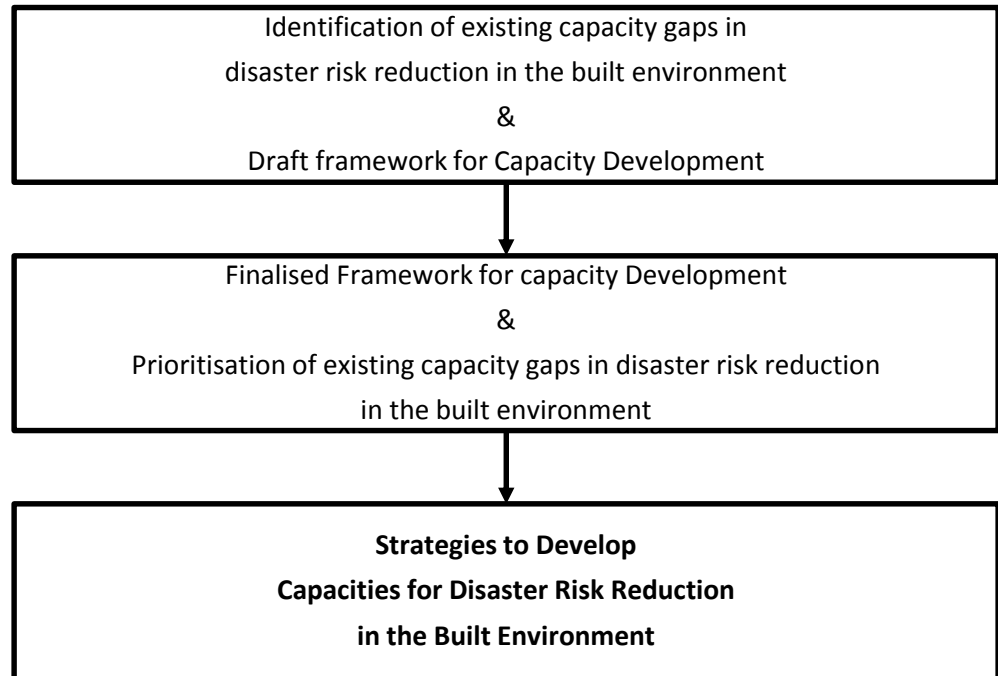 Identification of existing capacity gaps in
disaster risk reduction in the built environment
&
Draft framework for Capacity Development
Finalised Framework for capacity Development
&
Prioritisation of existing capacity gaps in disaster risk reduction
in the built environment
Strategies to Develop
Capacities for Disaster Risk Reduction
in the Built Environment